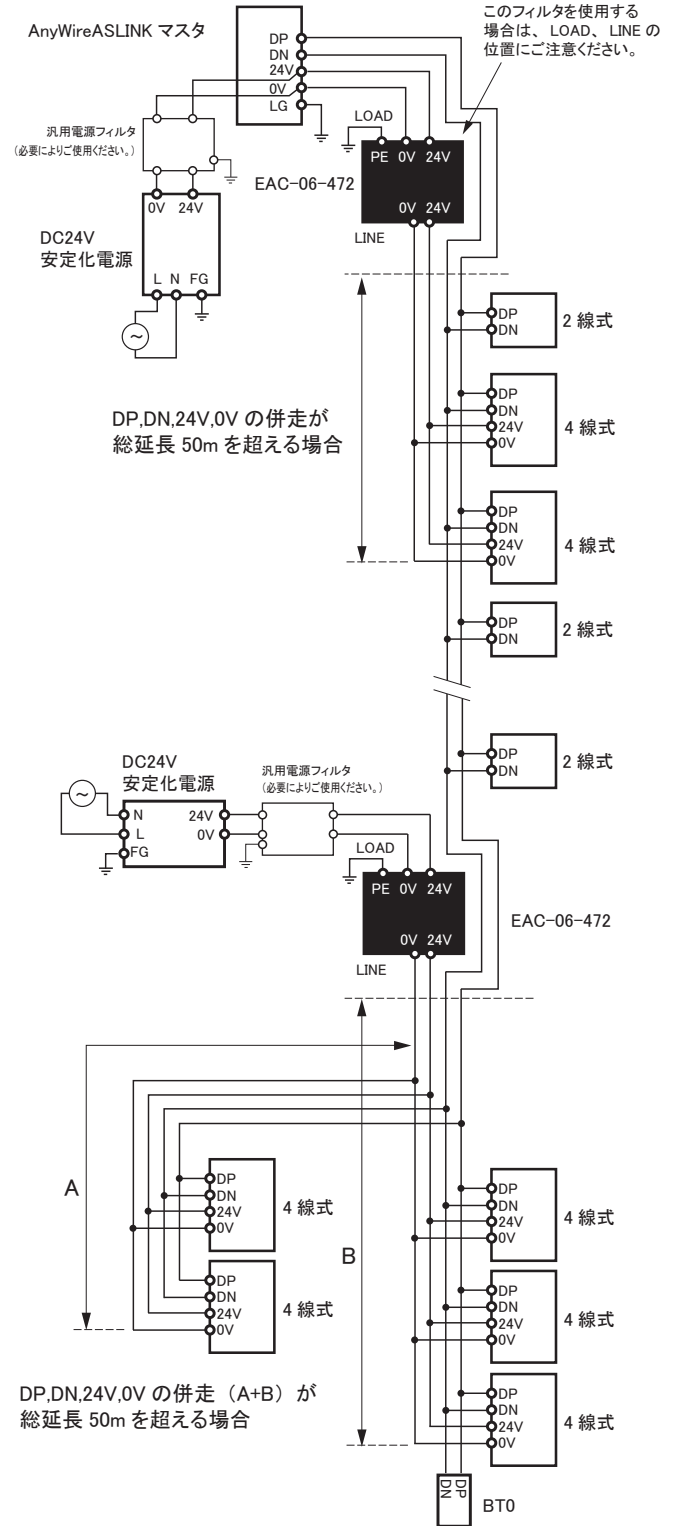 このフィルタを使用する
場合は、LOAD、LINE の
位置にご注意ください。
AnyWireASLINK マスタ
DP
DN
24V
0V
LG
汎用電源フィルタ
(必要によりご使用ください。)
LOAD
PE 0V 24V
EAC-06-472
0V 24V
LINE
0V 24V
DC24V
安定化電源
L N FG
DP
DN
2 線式
DP,DN,24V,0V の併走が
総延長 50m を超える場合
DP
DN
24V
0V
4 線式
DP
DN
24V
0V
4 線式
DP
DN
2 線式
DP
DN
2 線式
DC24V
安定化電源
汎用電源フィルタ
(必要によりご使用ください。)
N
L
FG
24V
0V
LOAD
PE 0V 24V
EAC-06-472
0V 24V
LINE
A
B
DP
DN
24V
0V
4 線式
DP
DN
24V
0V
4 線式
DP
DN
24V
0V
4 線式
DP
DN
24V
0V
4 線式
DP
DN
24V
0V
4 線式
DP,DN,24V,0V の併走（A+B）が
総延長 50m を超える場合
DP
DN
BT0